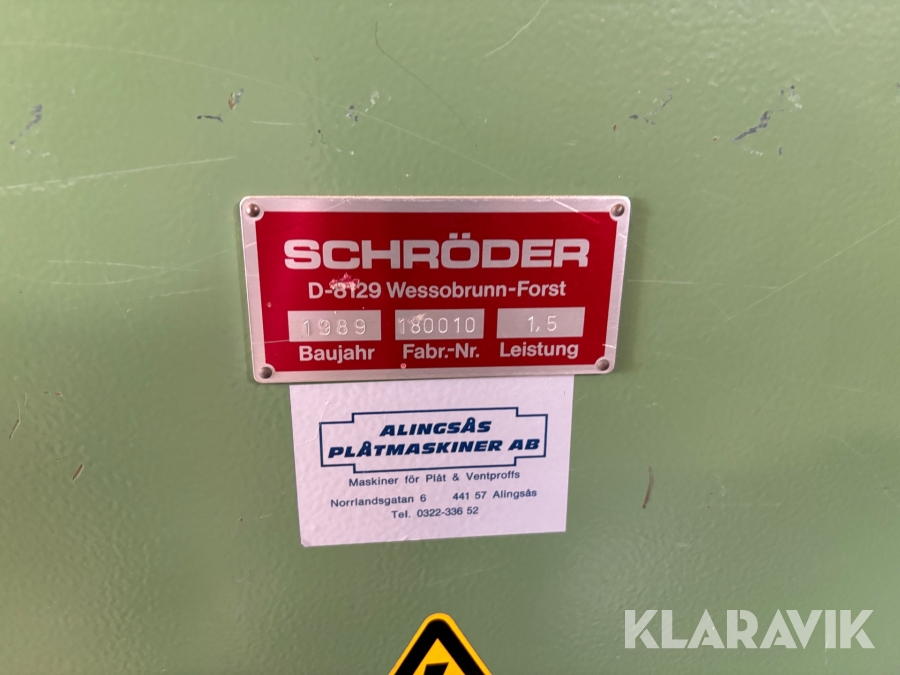 SCHRÖDER
D-8129 Wessobrunn-Forst
1989 180010 1,5
Baujahr Fabr.-Nr. Leistung
ALINGSÅS
PLÅTMASKINER AB
Maskiner för Plåt & Ventproffs
Norrlandsgatan 6 441 57 Alingsås
Tel. 0322-336 52
KLARAVIK